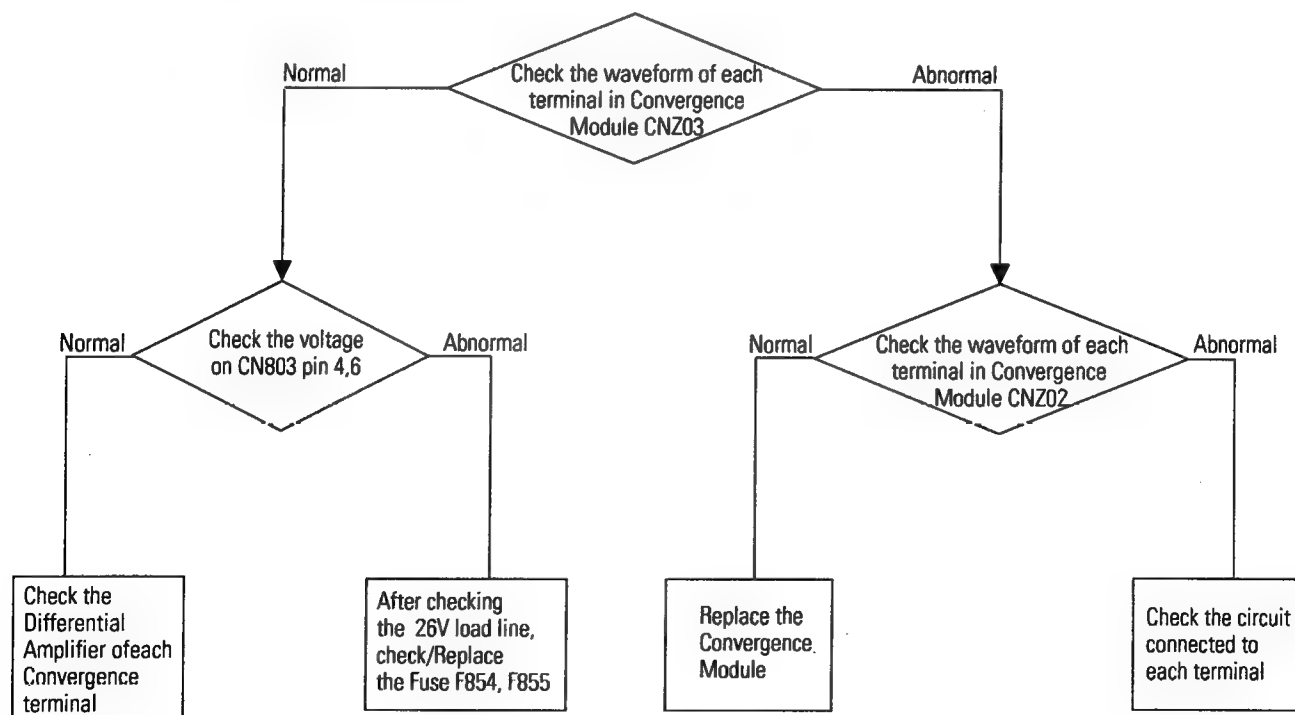 Normal
Check the waveform of each
terminal in Convergence
Module CNZ03
Abnormal
Normal
Check the voltage
on CN803 pin 4,6
Abnormal
Normal
Check the waveform of each
terminal in Convergence
Module CNZ02
Abnormal
Check the
Differential
Amplifier ofeach
Convergence
terminal
After checking
the 26V load line,
check/Replace
the Fuse F854, F855
Replace the
Convergence
Module
Check the circuit
connected to
each terminal